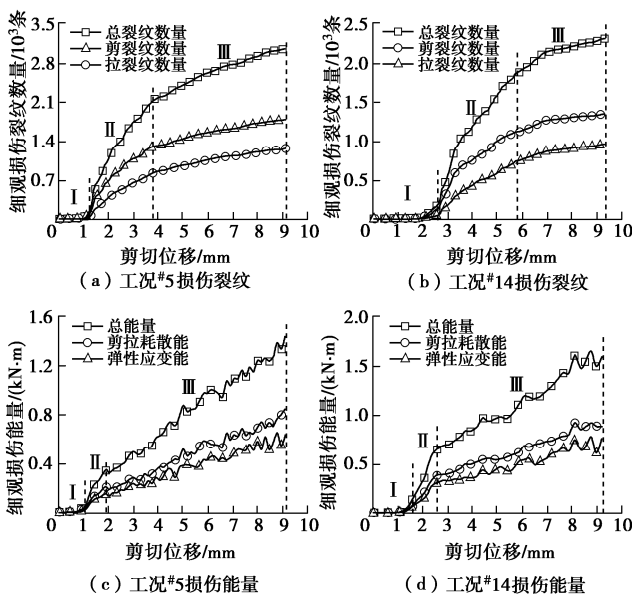 细观损伤裂纹数量/10³条
3.5
2.8
2.1
1.4
0.7
0
总裂纹数量
剪裂纹数量
拉裂纹数量
Ⅰ
Ⅱ
Ⅲ
0 1 2 3 4 5 6 7 8 9 10
剪切位移/mm
(a)工况#5损伤裂纹
细观损伤裂纹数量/10³条
2.5
2.0
1.5
1.0
0.5
0
总裂纹数量
剪裂纹数量
拉裂纹数量
Ⅰ
Ⅱ
Ⅲ
0 1 2 3 4 5 6 7 8 9 10
剪切位移/mm
(b)工况#14损伤裂纹
细观损伤能量/(kN·m)
1.6
1.2
0.8
0.4
0
总能量
剪拉耗散能
弹性应变能
Ⅰ
Ⅱ
Ⅲ
0 1 2 3 4 5 6 7 8 9 10
剪切位移/mm
(c)工况#5损伤能量
细观损伤能量/(kN·m)
2.0
1.5
1.0
0.5
0
总能量
剪拉耗散能
弹性应变能
Ⅰ
Ⅱ
Ⅲ
0 1 2 3 4 5 6 7 8 9 10
剪切位移/mm
(d)工况#14损伤能量